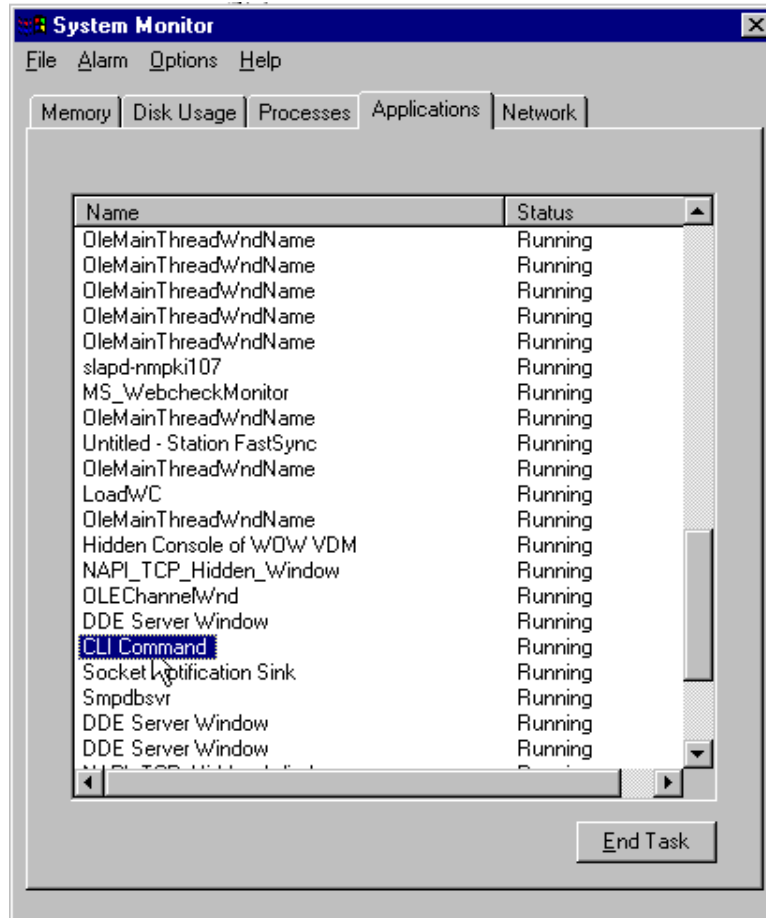 System Monitor
File Alarm Options Help
Memory Disk Usage Processes Applications Network
Name Status
OleMainThreadWndName Running
OleMainThreadWndName Running
OleMainThreadWndName Running
OleMainThreadWndName Running
OleMainThreadWndName Running
slapd-nmpki107 Running
MS_WebcheckMonitor Running
OleMainThreadWndName Running
Untitled - Station FastSync Running
OleMainThreadWndName Running
LoadWC Running
OleMainThreadWndName Running
Hidden Console of WOW VDM Running
NAPI_TCP_Hidden_Window Running
OLEChannelWnd Running
DDE Server Window Running
CLI Command Running
Socket Notification Sink Running
Smpdbsvr Running
DDE Server Window Running
DDE Server Window Running
End Task